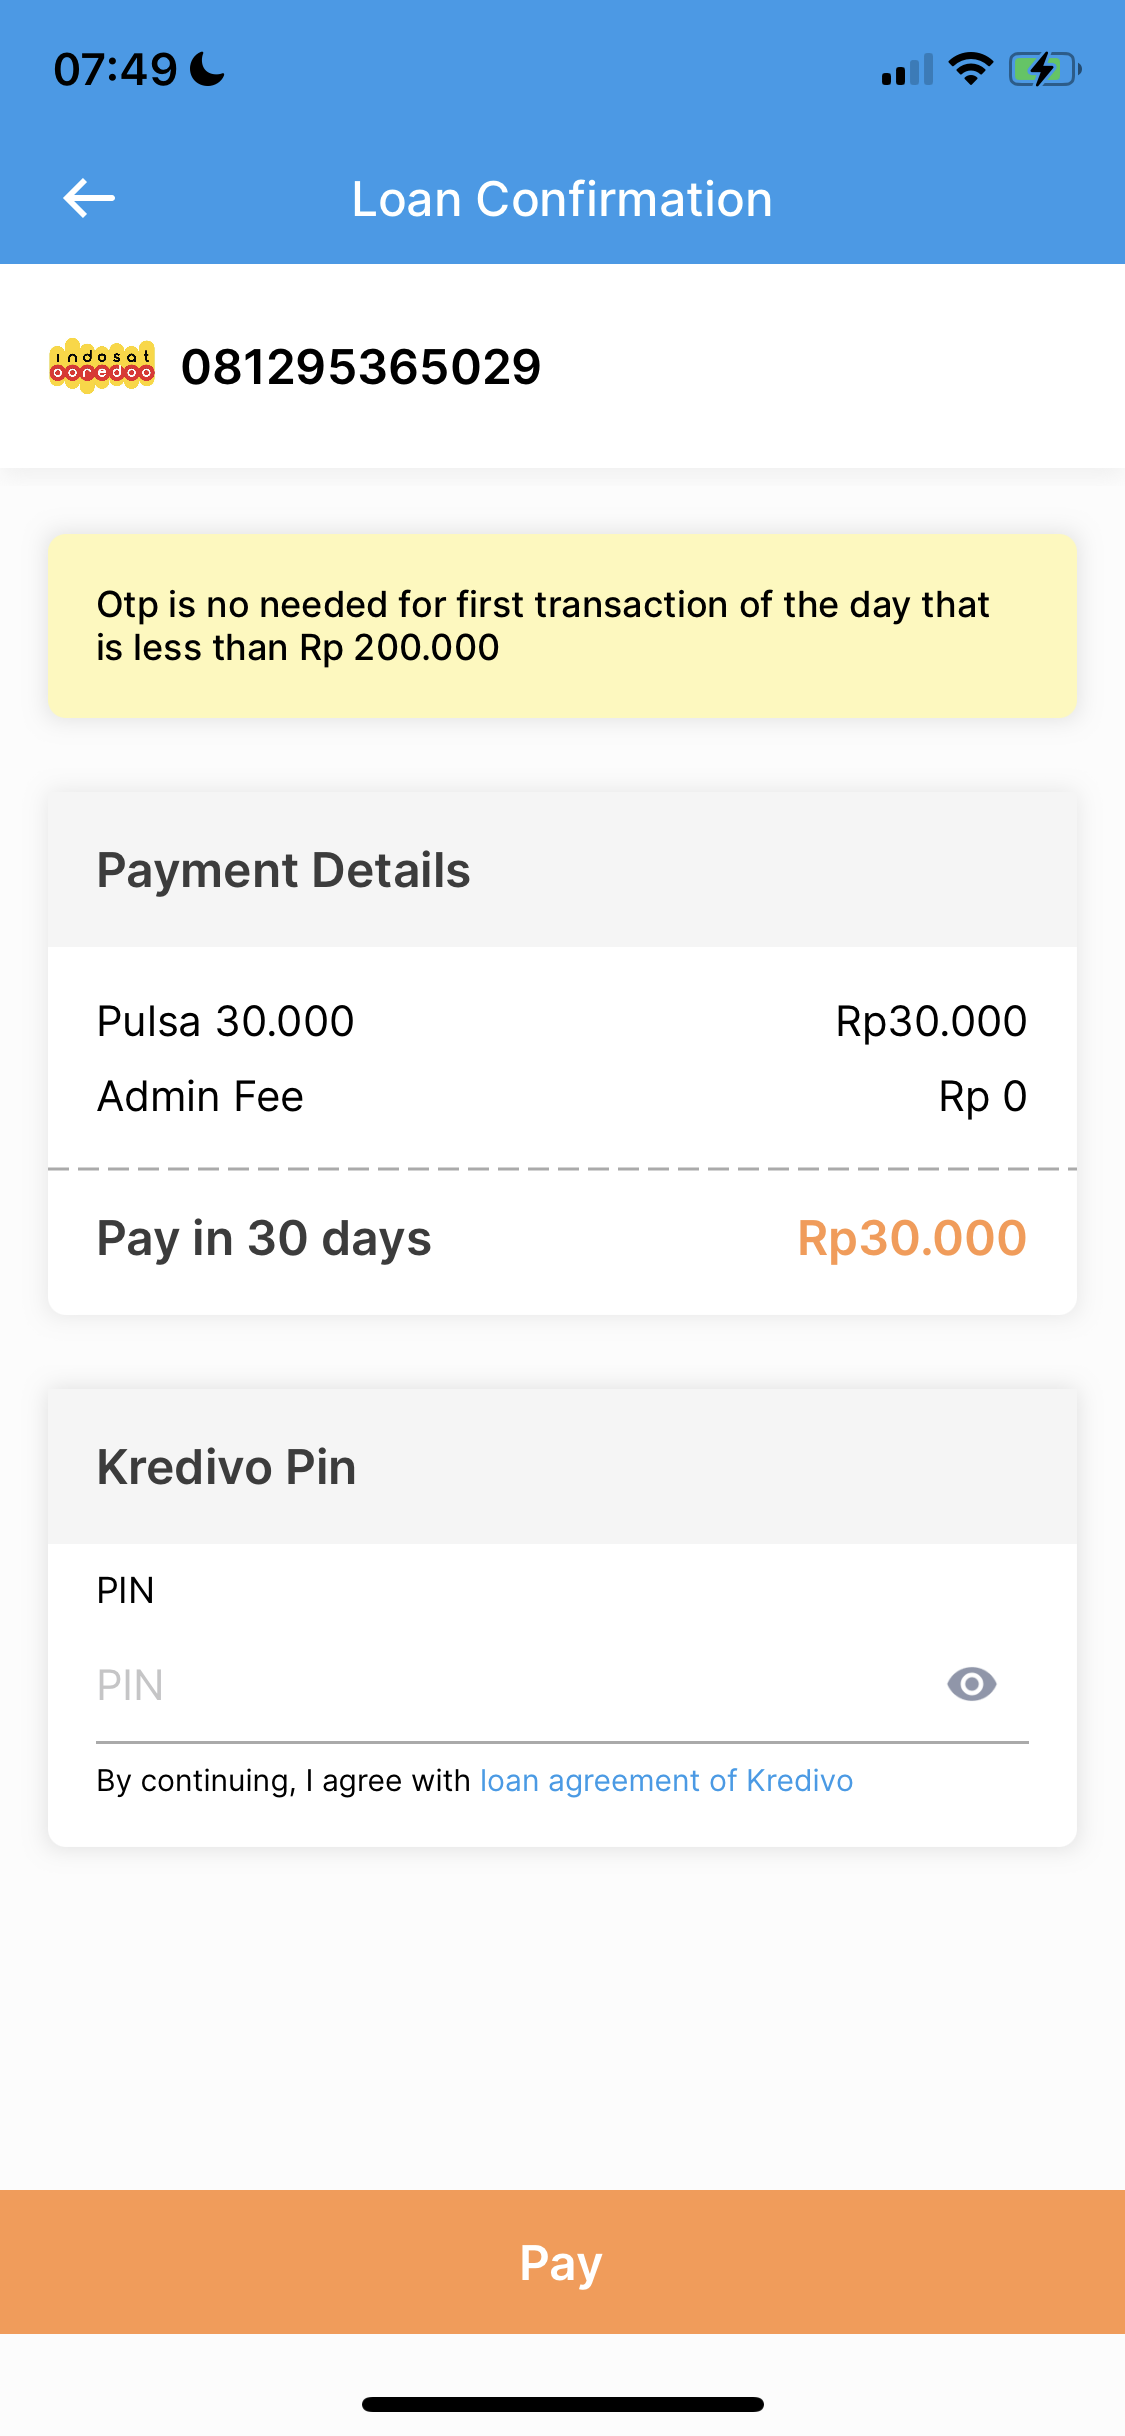 07:49
Loan Confirmation
indosat
ooredoo
081295365029
Otp is no needed for first transaction of the day that
is less than Rp 200.000
Payment Details
Pulsa 30.000 Rp30.000
Admin Fee Rp 0
Pay in 30 days Rp30.000
Kredivo Pin
PIN
PIN
By continuing, I agree with loan agreement of Kredivo
Pay